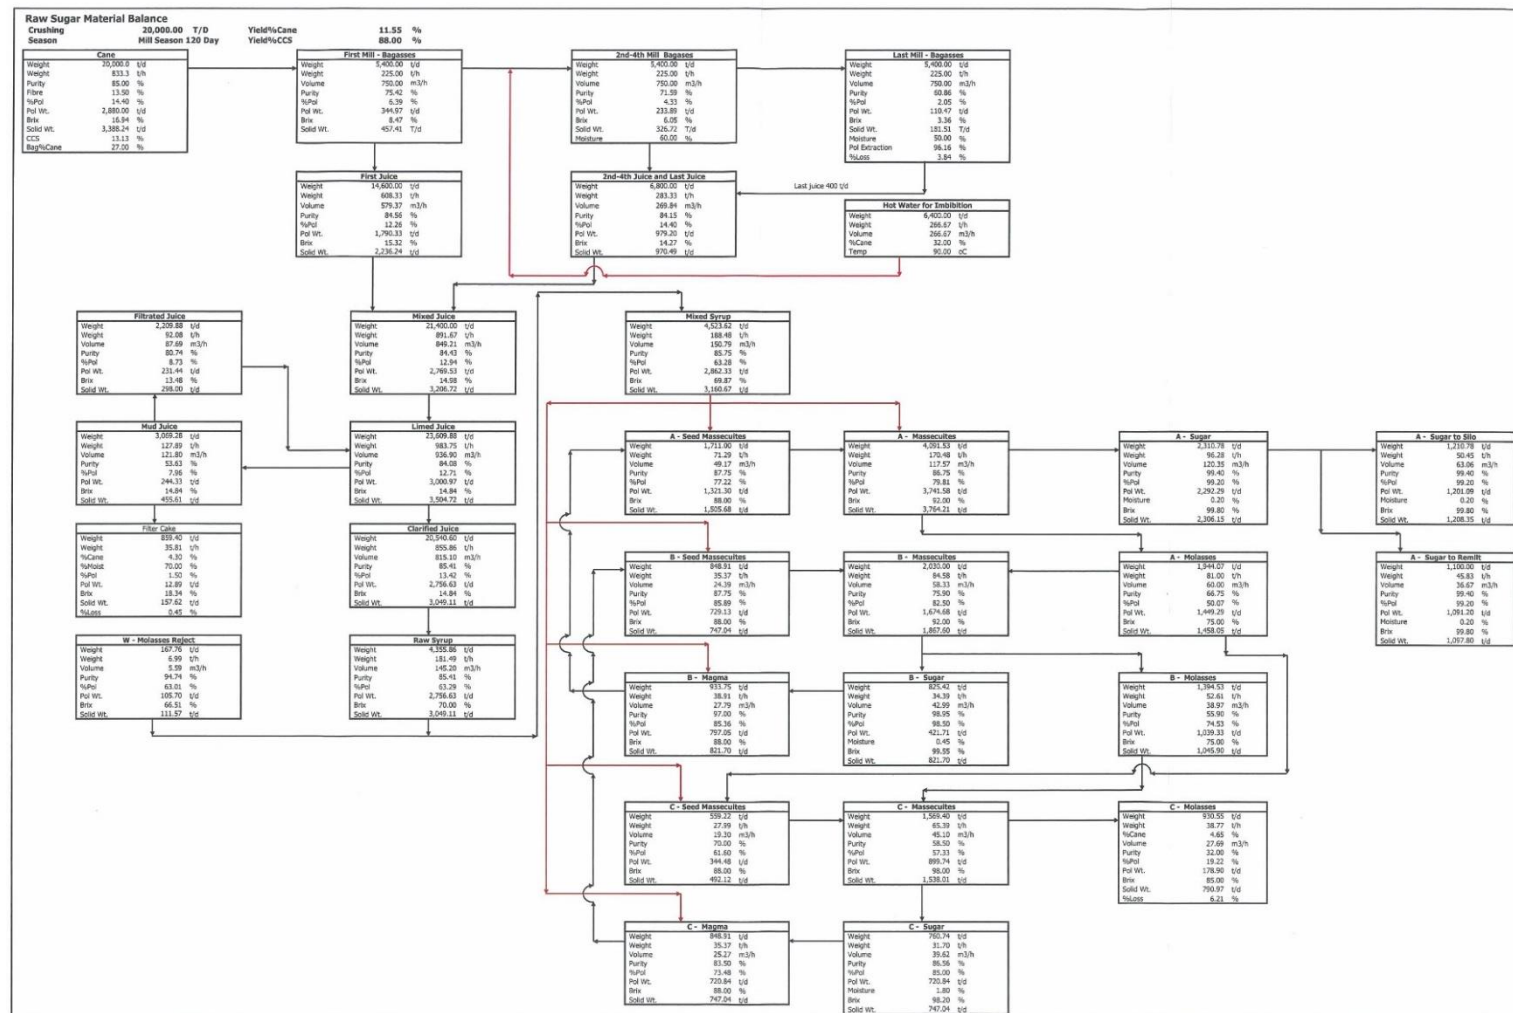 Raw Sugar Material Balance
Crushing 20,000.00 T/D Yield%Cane 11.55 %
Season Mill Season 120 Day Yield%CCS 88.00 %
Cane
Weight 20,000.0 t/d
Weight 833.3 t/h
Purity 85.00 %
Fibre 13.50 %
%Pol 14.40 %
Pol Wt. 2,880.00 t/d
Brix 16.94 %
Solid Wt. 3,388.24 t/d
CCS 13.13 %
Bag%Cane 27.00 %
First Mill - Bagasses
Weight 5,400.00 t/d
Weight 225.00 t/h
Volume 750.00 m3/h
Purity 75.42 %
%Pol 6.39 %
Pol Wt. 344.97 t/d
Brix 8.47 %
Solid Wt. 457.41 T/d
2nd-4th Mill Bagases
Weight 5,400.00 t/d
Weight 225.00 t/h
Volume 750.00 m3/h
Purity 71.59 %
%Pol 4.33 %
Pol Wt. 233.89 t/d
Brix 6.05 %
Solid Wt. 326.72 T/d
Moisture 60.00 %
Last Mill - Bagasses
Weight 5,400.00 t/d
Weight 225.00 t/h
Volume 750.00 m3/h
Purity 60.86 %
%Pol 2.05 %
Pol Wt. 110.47 t/d
Brix 3.36 %
Solid Wt. 181.51 T/d
Moisture 50.00 %
Pol Extraction 96.16 %
%Loss 3.84 %
First Juice
Weight 14,600.00 t/d
Weight 608.33 t/h
Volume 579.37 m3/h
Purity 84.56 %
%Pol 12.26 %
Pol Wt. 1,790.33 t/d
Brix 15.32 %
Solid Wt. 2,236.24 t/d
2nd-4th Juice and Last Juice
Weight 6,800.00 t/d
Weight 283.33 t/h
Volume 269.84 m3/h
Purity 84.15 %
%Pol 14.40 %
Pol Wt. 979.20 t/d
Brix 14.27 %
Solid Wt. 970.49 t/d
Last juice 400 t/d
Hot Water for Imbibition
Weight 6,400.00 t/d
Weight 266.67 t/h
Volume 266.67 m3/h
%Cane 32.00 %
Temp 90.00 oC
Filtrated Juice
Weight 2,209.88 t/d
Weight 92.08 t/h
Volume 87.69 m3/h
Purity 80.74 %
%Pol 8.73 %
Pol Wt. 231.44 t/d
Brix 13.48 %
Solid Wt. 298.00 t/d
Mixed Juice
Weight 21,400.00 t/d
Weight 891.67 t/h
Volume 849.21 m3/h
Purity 84.43 %
%Pol 12.94 %
Pol Wt. 2,769.53 t/d
Brix 14.98 %
Solid Wt. 3,206.72 t/d
Mixed Syrup
Weight 4,523.62 t/d
Weight 188.48 t/h
Volume 150.79 m3/h
Purity 85.75 %
%Pol 63.28 %
Pol Wt. 2,862.33 t/d
Brix 69.87 %
Solid Wt. 3,160.67 t/d
Mud Juice
Weight 3,069.28 t/d
Weight 127.89 t/h
Volume 121.80 m3/h
Purity 53.63 %
%Pol 7.96 %
Pol Wt. 244.33 t/d
Brix 14.84 %
Solid Wt. 455.61 t/d
Limed Juice
Weight 23,609.88 t/d
Weight 983.75 t/h
Volume 936.90 m3/h
Purity 84.08 %
%Pol 12.71 %
Pol Wt. 3,000.97 t/d
Brix 14.84 %
Solid Wt. 3,504.72 t/d
A - Seed Massecuites
Weight 1,711.00 t/d
Weight 71.29 t/h
Volume 49.17 m3/h
Purity 87.75 %
%Pol 77.22 %
Pol Wt. 1,321.30 t/d
Brix 88.00 %
Solid Wt. 1,505.68 t/d
A - Massecuites
Weight 4,091.53 t/d
Weight 170.48 t/h
Volume 117.57 m3/h
Purity 86.75 %
%Pol 79.81 %
Pol Wt. 3,741.58 t/d
Brix 92.00 %
Solid Wt. 3,764.21 t/d
A - Sugar
Weight 2,310.78 t/d
Weight 96.28 t/h
Volume 120.35 m3/h
Purity 99.40 %
%Pol 99.20 %
Pol Wt. 2,292.29 t/d
Moisture 0.20 %
Brix 99.80 %
Solid Wt. 2,306.15 t/d
A - Sugar to Silo
Weight 1,210.78 t/d
Weight 50.45 t/h
Volume 63.06 m3/h
Purity 99.40 %
%Pol 99.20 %
Pol Wt. 1,201.09 t/d
Moisture 0.20 %
Brix 99.80 %
Solid Wt. 1,208.35 t/d
Filter Cake
Weight 859.40 t/d
Weight 35.81 t/h
%Cane 4.30 %
%Moist 70.00 %
%Pol 1.50 %
Pol Wt. 12.89 t/d
Brix 18.34 %
Solid Wt. 157.62 t/d
%Loss 0.45 %
Clarified Juice
Weight 20,540.60 t/d
Weight 855.86 t/h
Volume 815.10 m3/h
Purity 85.41 %
%Pol 13.42 %
Pol Wt. 2,756.63 t/d
Brix 14.84 %
Solid Wt. 3,049.11 t/d
B - Seed Massecuites
Weight 848.91 t/d
Weight 35.37 t/h
Volume 24.39 m3/h
Purity 87.75 %
%Pol 85.89 %
Pol Wt. 729.13 t/d
Brix 88.00 %
Solid Wt. 747.04 t/d
B - Massecuites
Weight 2,030.00 t/d
Weight 84.58 t/h
Volume 58.33 m3/h
Purity 75.90 %
%Pol 82.50 %
Pol Wt. 1,674.68 t/d
Brix 92.00 %
Solid Wt. 1,867.60 t/d
A - Molasses
Weight 1,944.07 t/d
Weight 81.00 t/h
Volume 60.00 m3/h
Purity 66.75 %
%Pol 50.07 %
Pol Wt. 1,449.29 t/d
Brix 75.00 %
Solid Wt. 1,458.05 t/d
A - Sugar to Remilt
Weight 1,100.00 t/d
Weight 45.83 t/h
Volume 36.67 m3/h
Purity 99.40 %
%Pol 99.20 %
Pol Wt. 1,091.20 t/d
Moisture 0.20 %
Brix 99.80 %
Solid Wt. 1,097.80 t/d
W - Molasses Reject
Weight 167.76 t/d
Weight 6.99 t/h
Volume 5.59 m3/h
Purity 94.74 %
%Pol 63.01 %
Pol Wt. 105.70 t/d
Brix 66.51 %
Solid Wt. 111.57 t/d
Raw Syrup
Weight 4,355.86 t/d
Weight 181.49 t/h
Volume 145.20 m3/h
Purity 85.41 %
%Pol 63.29 %
Pol Wt. 2,756.63 t/d
Brix 70.00 %
Solid Wt. 3,049.11 t/d
B - Magma
Weight 933.75 t/d
Weight 38.91 t/h
Volume 27.79 m3/h
Purity 97.00 %
%Pol 85.36 %
Pol Wt. 797.05 t/d
Brix 88.00 %
Solid Wt. 821.70 t/d
B - Sugar
Weight 825.42 t/d
Weight 34.39 t/h
Volume 42.99 m3/h
Purity 98.95 %
%Pol 98.50 %
Pol Wt. 421.71 t/d
Moisture 0.45 %
Brix 99.55 %
Solid Wt. 821.70 t/d
B - Molasses
Weight 1,394.53 t/d
Weight 52.61 t/h
Volume 38.97 m3/h
Purity 55.90 %
%Pol 74.53 %
Pol Wt. 1,039.33 t/d
Brix 75.00 %
Solid Wt. 1,045.90 t/d
C - Seed Massecuites
Weight 559.22 t/d
Weight 27.99 t/h
Volume 19.30 m3/h
Purity 70.00 %
%Pol 61.60 %
Pol Wt. 344.48 t/d
Brix 88.00 %
Solid Wt. 492.12 t/d
C - Massecuites
Weight 1,569.40 t/d
Weight 65.39 t/h
Volume 45.10 m3/h
Purity 58.50 %
%Pol 57.33 %
Pol Wt. 899.74 t/d
Brix 98.00 %
Solid Wt. 1,538.01 t/d
C - Molasses
Weight 930.55 t/d
Weight 38.77 t/h
%Cane 4.65 %
Volume 27.69 m3/h
Purity 32.00 %
%Pol 19.22 %
Pol Wt. 178.90 t/d
Brix 85.00 %
Solid Wt. 790.97 t/d
%Loss 6.21 %
C - Magma
Weight 848.91 t/d
Weight 35.37 t/h
Volume 25.27 m3/h
Purity 83.50 %
%Pol 73.48 %
Pol Wt. 720.84 t/d
Brix 88.00 %
Solid Wt. 747.04 t/d
C - Sugar
Weight 760.74 t/d
Weight 31.70 t/h
Volume 39.62 m3/h
Purity 86.56 %
%Pol 85.00 %
Pol Wt. 720.84 t/d
Moisture 1.80 %
Brix 98.20 %
Solid Wt. 747.04 t/d